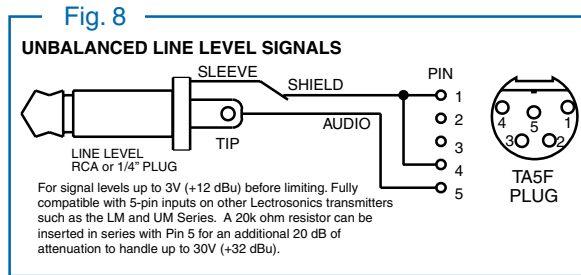 Fig. 8
UNBALANCED LINE LEVEL SIGNALS
SLEEVE
SHIELD
PIN
1
2
3
4
5
AUDIO
TIP
LINE LEVEL
RCA or 1/4" PLUG
4
5
1
3
2
TA5F
PLUG
For signal levels up to 3V (+12 dBu) before limiting. Fully
compatible with 5-pin inputs on other Lectrosonics transmitters
such as the LM and UM Series. A 20k ohm resistor can be
inserted in series with Pin 5 for an additional 20 dB of
attenuation to handle up to 30V (+32 dBu).